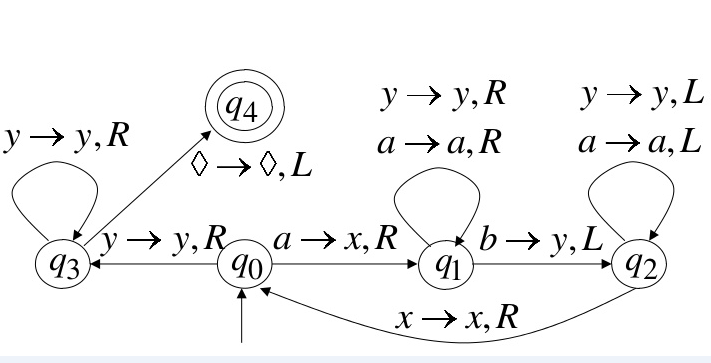 y → y, R
y → y, L
q₄
y → y, R
a → a, R
a → a, L
◊ → ◊, L
y → y, R
a → x, R
b → y, L
q₃
q₀
q₁
q₂
x → x, R